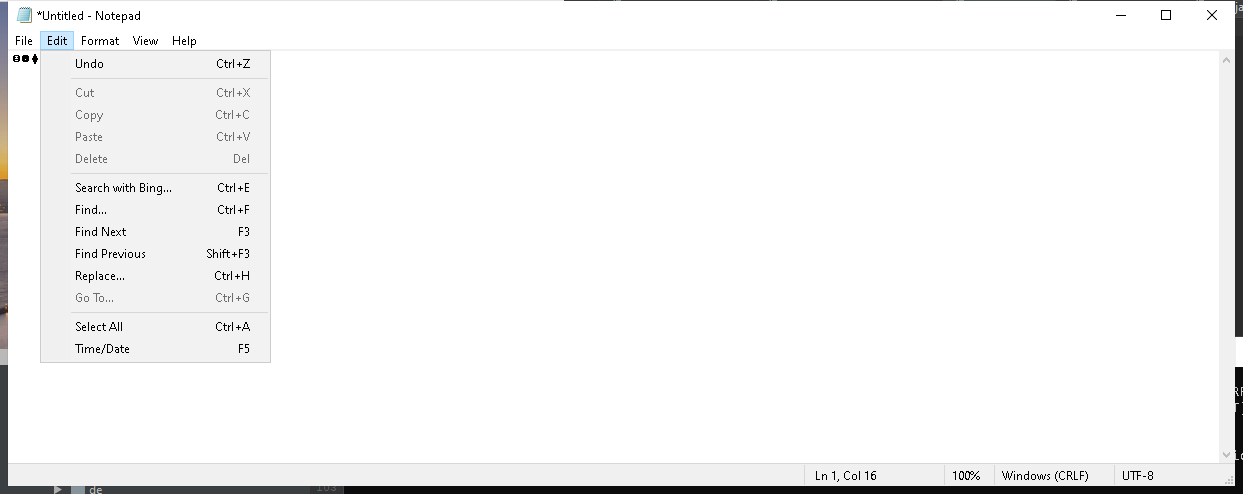 *Untitled - Notepad
File Edit Format View Help
Undo Ctrl+Z
Cut Ctrl+X
Copy Ctrl+C
Paste Ctrl+V
Delete Del
Search with Bing... Ctrl+E
Find... Ctrl+F
Find Next F3
Find Previous Shift+F3
Replace... Ctrl+H
Go To... Ctrl+G
Select All Ctrl+A
Time/Date F5
Ln 1, Col 16 100% Windows (CRLF) UTF-8
de